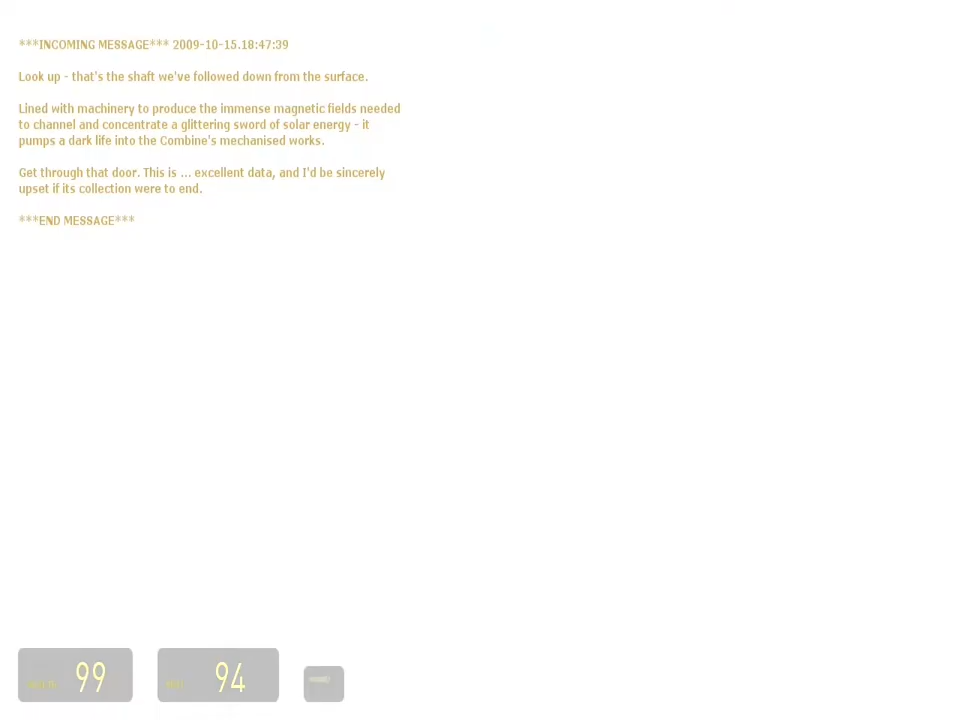 ***INCOMING MESSAGE*** 2009-10-15.18:47:39
Look up - that's the shaft we've followed down from the surface.
Lined with machinery to produce the immense magnetic fields needed
to channel and concentrate a glittering sword of solar energy - it
pumps a dark life into the Combine's mechanised works.
Get through that door. This is ... excellent data, and I'd be sincerely
upset if its collection were to end.
***END MESSAGE***
99
94